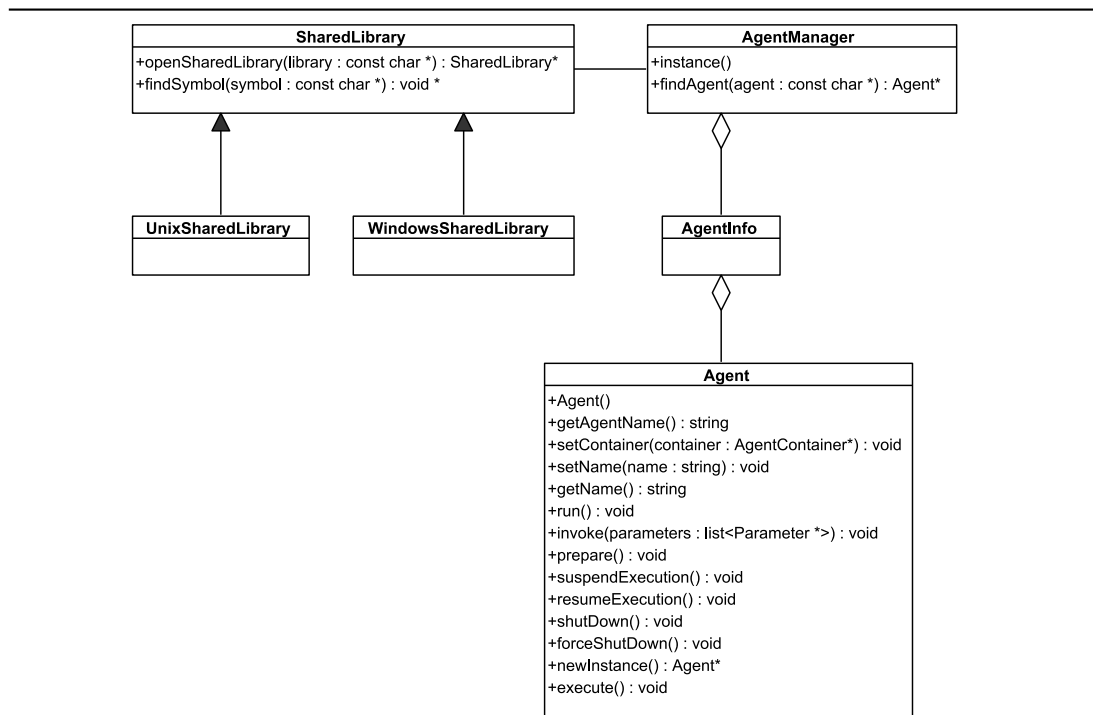 SharedLibrary
+openSharedLibrary(library : const char *) : SharedLibrary*
+findSymbol(symbol : const char *) : void *
AgentManager
+instance()
+findAgent(agent : const char *) : Agent*
UnixSharedLibrary
WindowsSharedLibrary
AgentInfo
Agent
+Agent()
+getAgentName() : string
+setContainer(container : AgentContainer*) : void
+setName(name : string) : void
+getName() : string
+run() : void
+invoke(parameters : list<Parameter *>) : void
+prepare() : void
+suspendExecution() : void
+resumeExecution() : void
+shutDown() : void
+forceShutDown() : void
+newInstance() : Agent*
+execute() : void